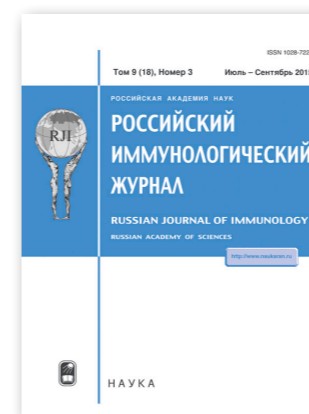 ISSN 1028-722
Том 9 (18), Номер 3 Июль – Сентябрь 201
РОССИЙСКАЯ АКАДЕМИЯ НАУК
RJI
РОССИЙСКИЙ
ИММУНОЛОГИЧЕСКИЙ
ЖУРНАЛ
RUSSIAN JOURNAL OF IMMUNOLOGY
RUSSIAN ACADEMY OF SCIENCES
http://www.naukaran.ru
НАУКА